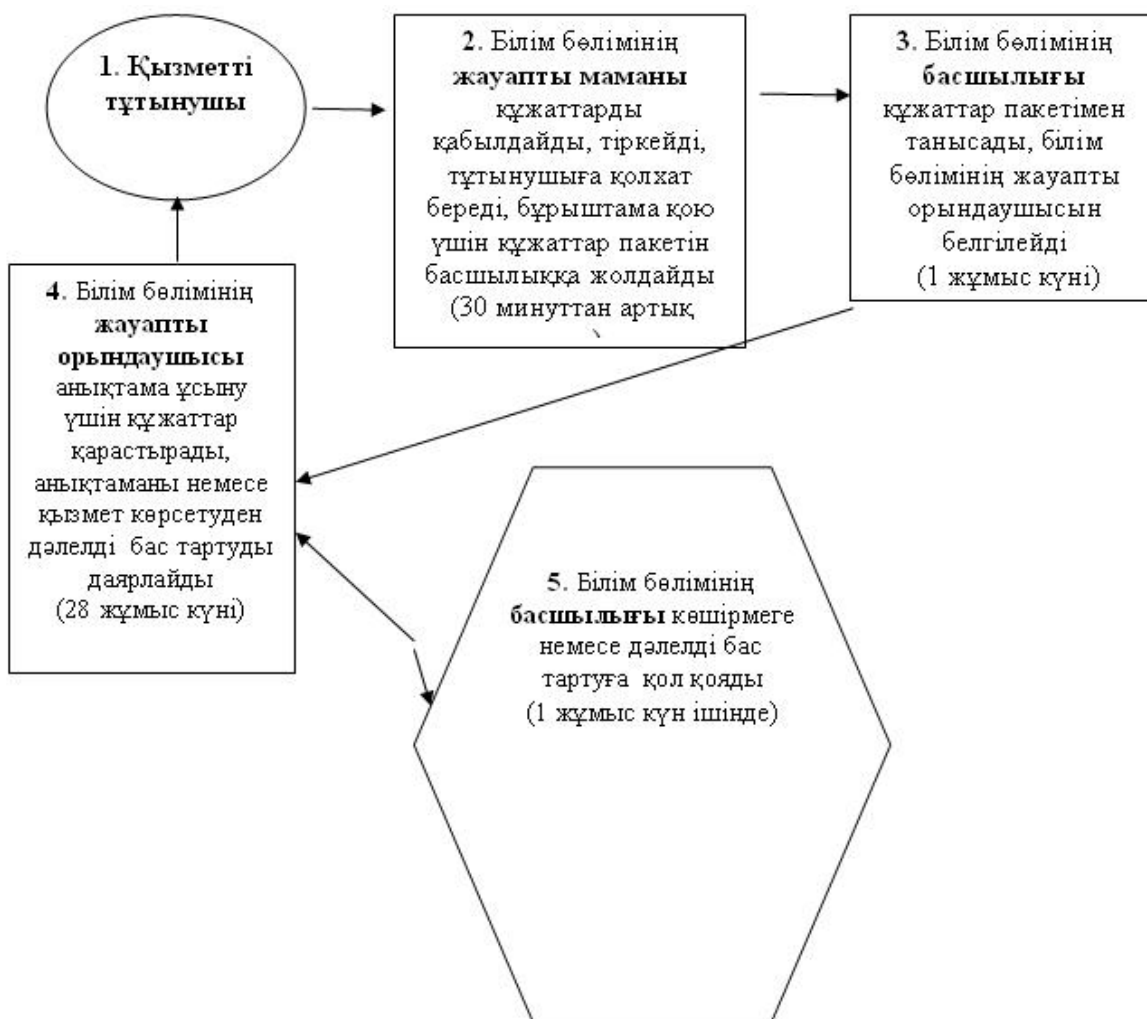 1. Қызметті
тұтынушы
2. Білім бөлімінің
жауапты маманы
құжаттарды
қабылдайды, тіркейді,
тұтынушыға қолхат
береді, бұрыштама қою
үшін құжаттар пакетін
басшылыққа жолдайды
(30 минуттан артық
3. Білім бөлімінің
басшылығы
құжаттар пакетімен
танысады, білім
бөлімінің жауапты
орындаушысын
белгілейді
(1 жұмыс күні)
4. Білім бөлімінің
жауапты
орындаушысы
анықтама ұсыну
үшін құжаттар
қарастырады,
анықтаманы немесе
қызмет көрсетуден
дәлелді бас тартуды
даярлайды
(28 жұмыс күні)
5. Білім бөлімінің
басшылығы көшірмеге
немесе дәлелді бас
тартуға қол қояды
(1 жұмыс күн ішінде)